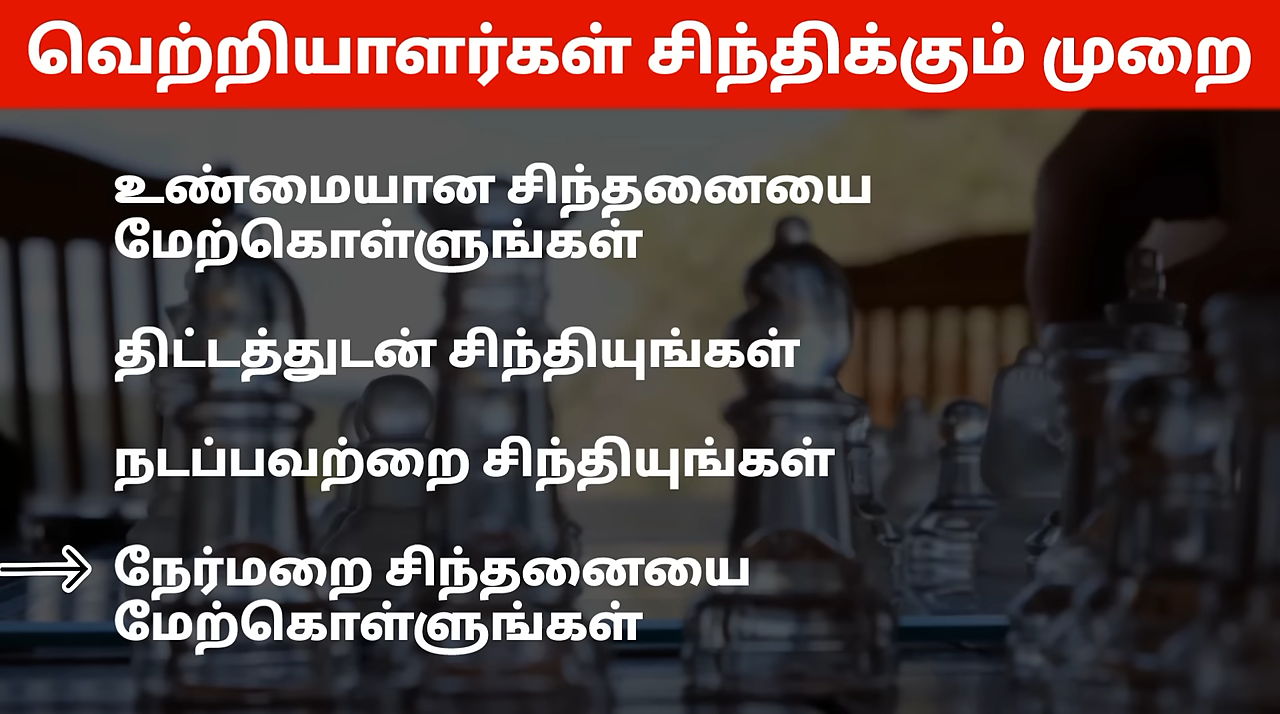 வெற்றியாளர்கள் சிந்திக்கும் முறை
உண்மையான சிந்தனையை
மேற்கொள்ளுங்கள்
திட்டத்துடன் சிந்தியுங்கள்
நடப்பவற்றை சிந்தியுங்கள்
நேர்மறை சிந்தனையை
மேற்கொள்ளுங்கள்